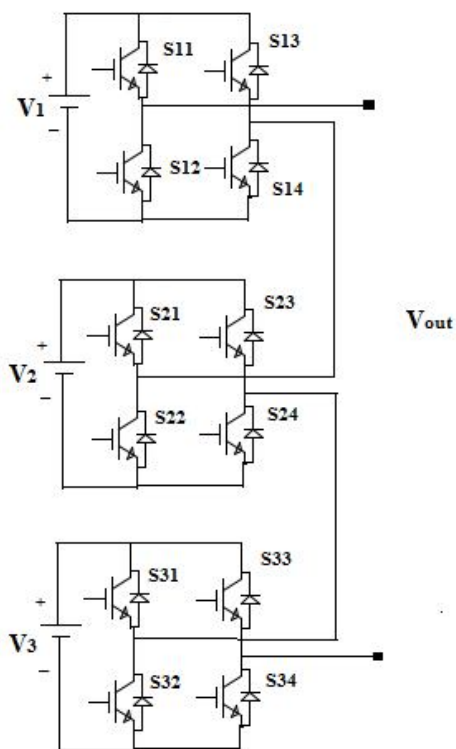 S11
S13
+
V1
−
S12
S14
S21
S23
+
Vout
V2
−
S22
S24
S31
S33
+
V3
−
S32
S34